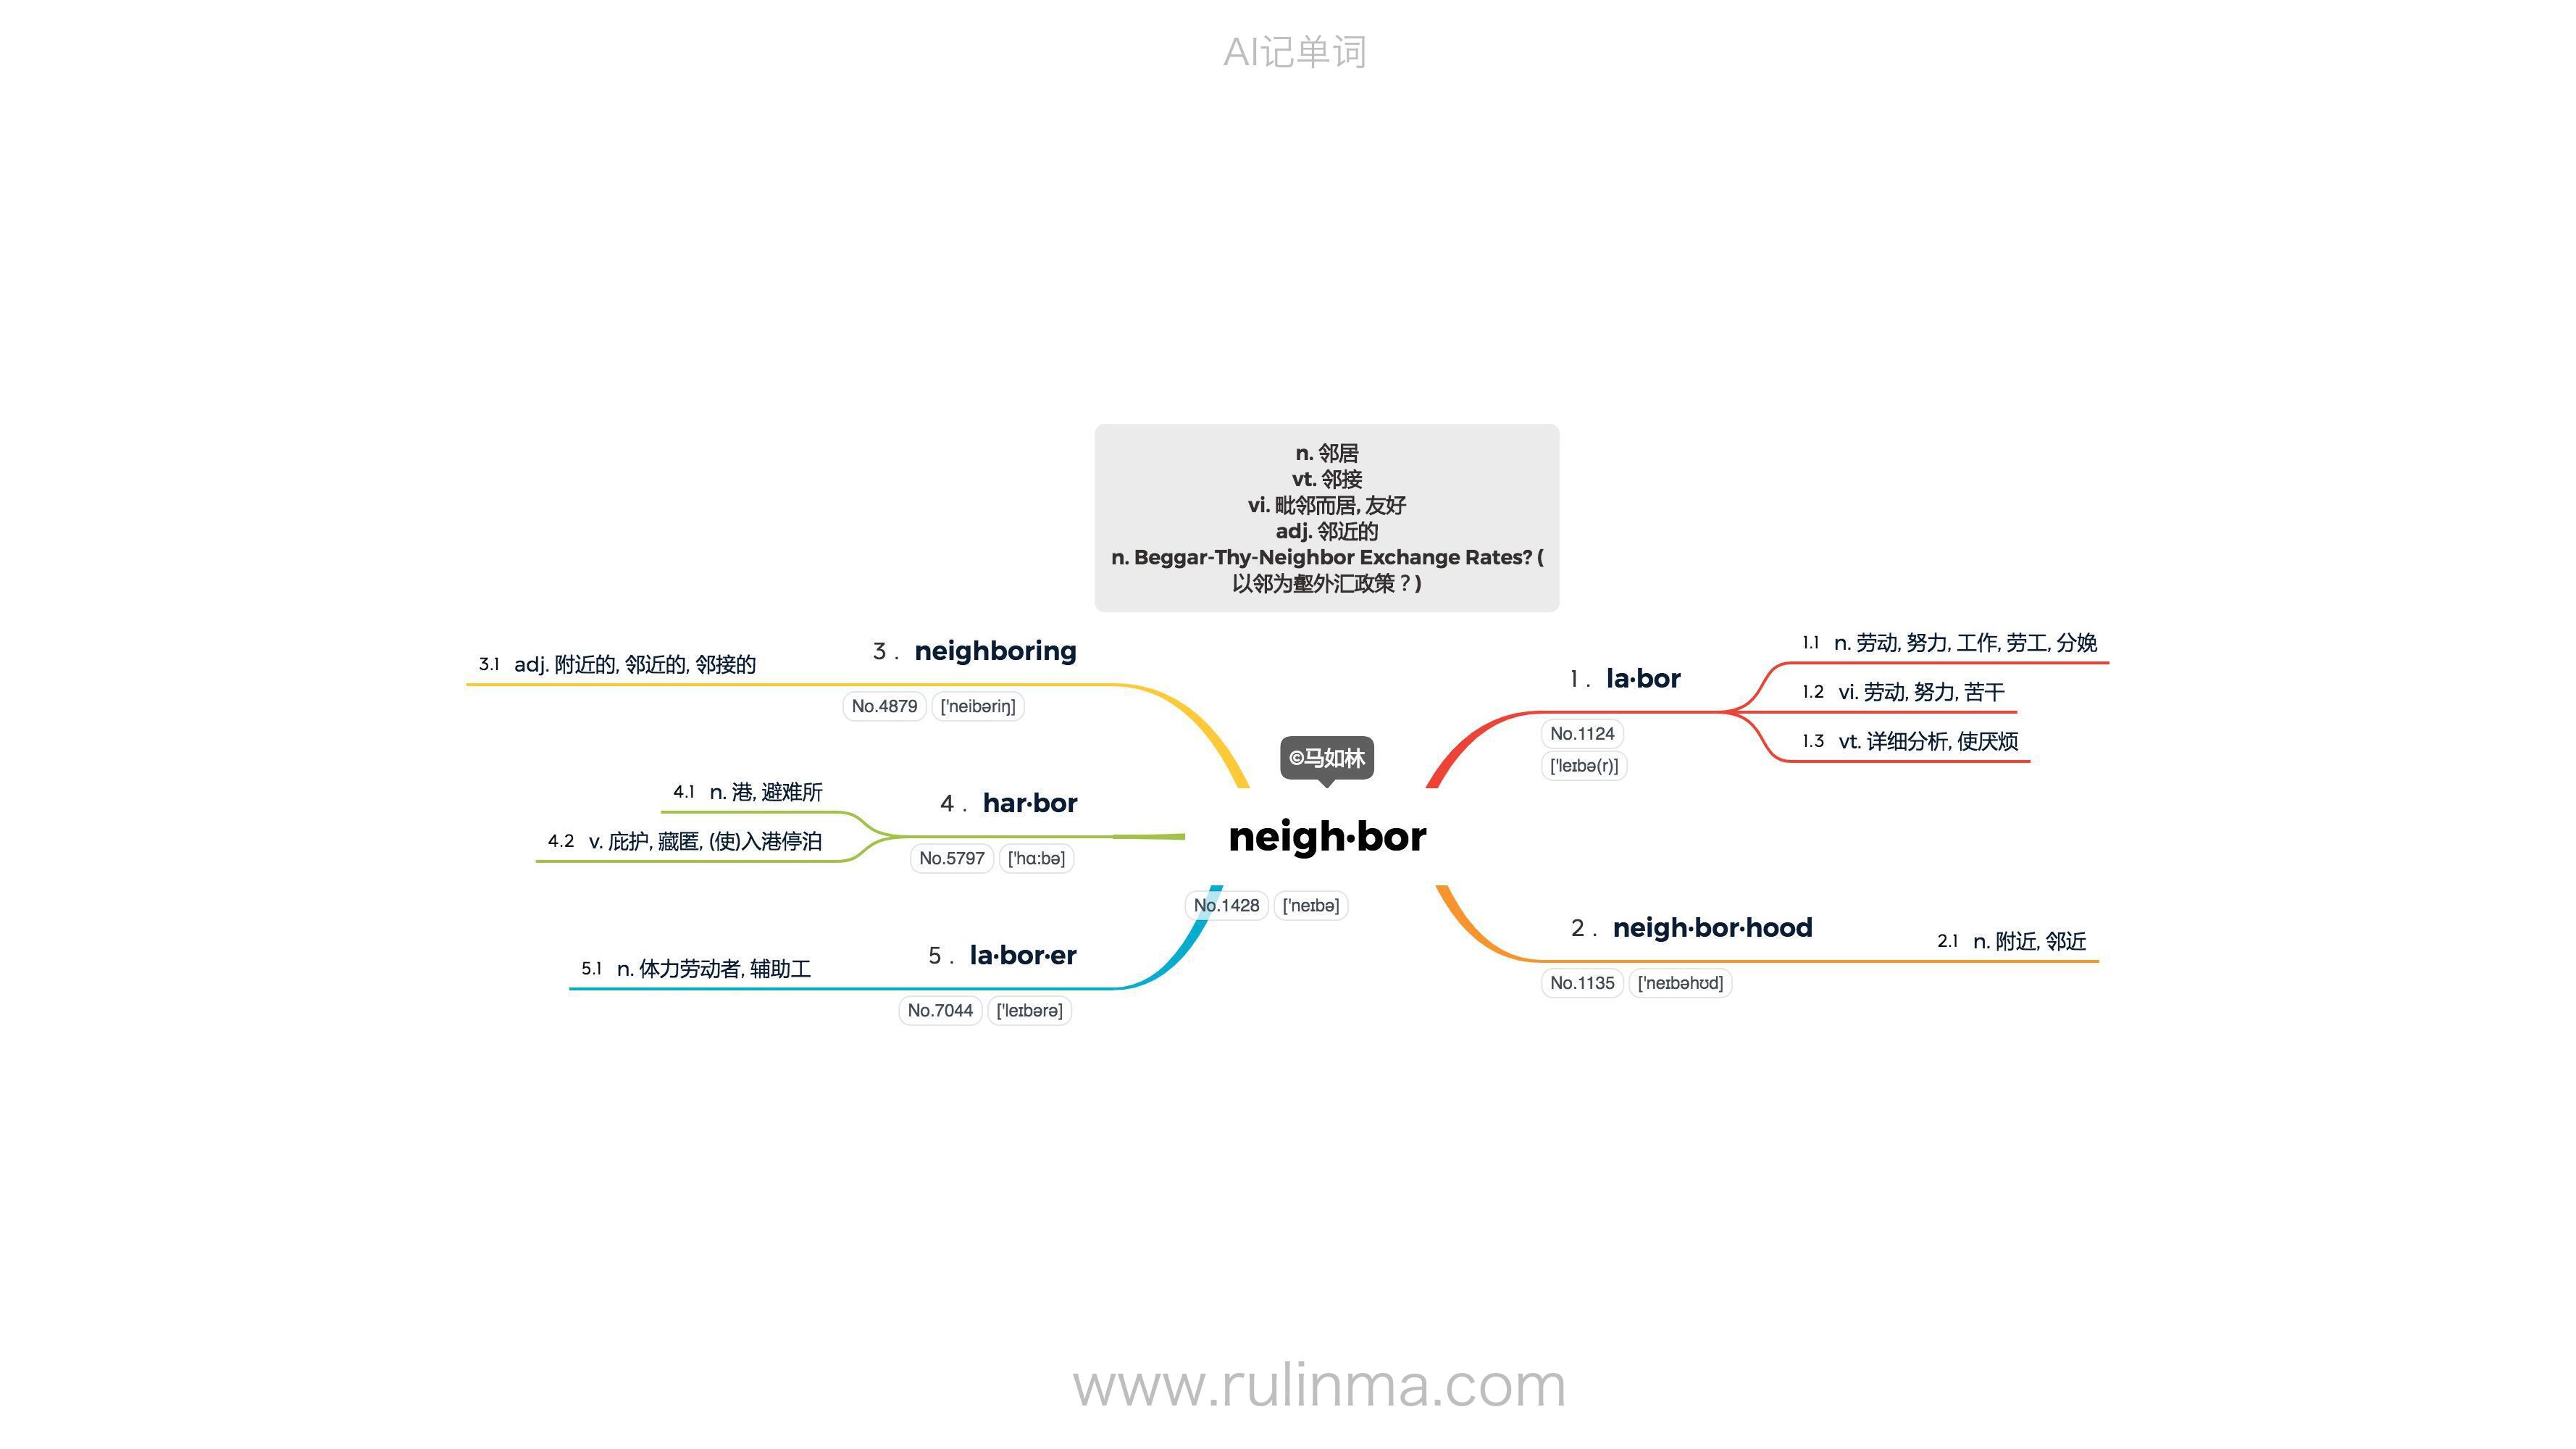 AI记单词
n. 邻居
vt. 邻接
vi. 毗邻而居, 友好
adj. 邻近的
n. Beggar-Thy-Neighbor Exchange Rates? (
以邻为壑外汇政策？)
©马如林
neigh·bor
No.1428 ['neɪbə]
1. la·bor
No.1124
['leɪbə(r)]
1.1 n. 劳动, 努力, 工作, 劳工, 分娩
1.2 vi. 劳动, 努力, 苦干
1.3 vt. 详细分析, 使厌烦
2. neigh·bor·hood
No.1135 ['neɪbəhʊd]
2.1 n. 附近, 邻近
3. neighboring
No.4879 ['neibəriŋ]
3.1 adj. 附近的, 邻近的, 邻接的
4. har·bor
No.5797 ['hɑ:bə]
4.1 n. 港, 避难所
4.2 v. 庇护, 藏匿, (使)入港停泊
5. la·bor·er
No.7044 ['leɪbərə]
5.1 n. 体力劳动者, 辅助工
www.rulinma.com